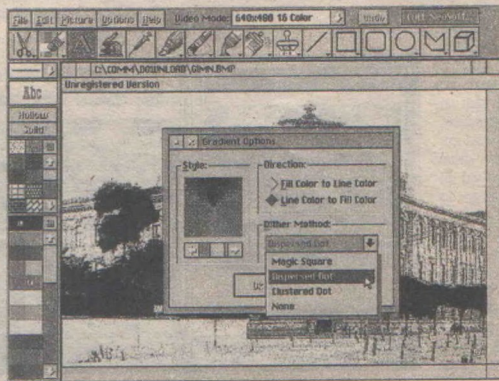 File Edit Picture Options Help Video Mode: 640x480 16 Color Undo
C:\COMM\DOWNLOAD\GIMN.BMP
Unregistered Version
Abc
Hollow
Solid
Gradient Options
Style:
Direction:
Fill Color to Line Color
Line Color to Fill Color
Dither Method:
Dispersed Dot
Magic Square
Dispersed Dot
Clustered Dot
None